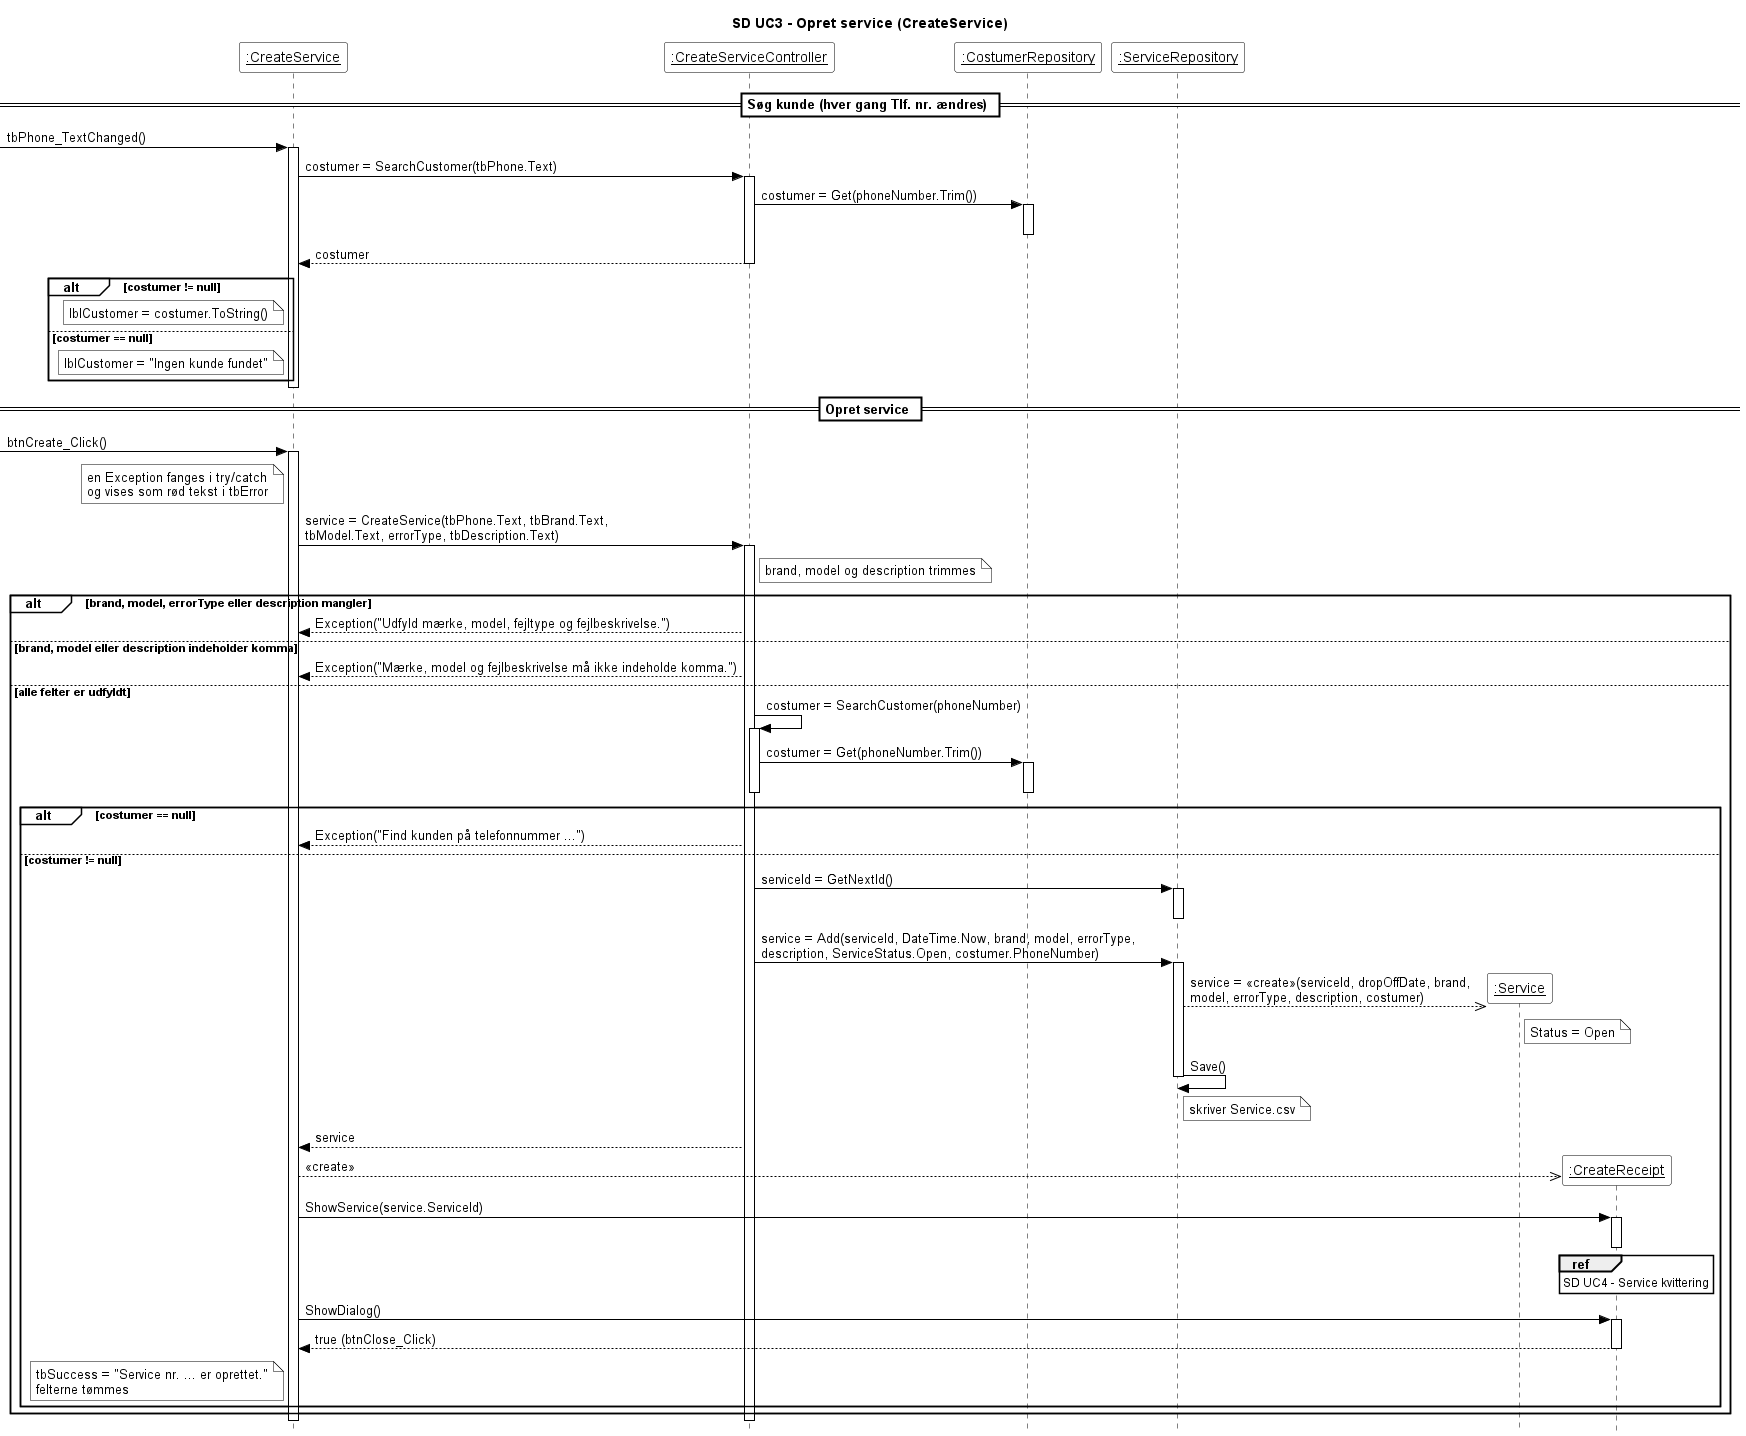 SD UC3 - Opret service (CreateService)
:CreateService
:CreateServiceController
:CostumerRepository
:ServiceRepository
Søg kunde (hver gang Tlf. nr. ændres)
tbPhone_TextChanged()
costumer = SearchCustomer(tbPhone.Text)
costumer = Get(phoneNumber.Trim())
costumer
alt
[costumer != null]
lblCustomer = costumer.ToString()
[costumer == null]
lblCustomer = "Ingen kunde fundet"
Opret service
btnCreate_Click()
en Exception fanges i try/catch
og vises som rød tekst i tbError
service = CreateService(tbPhone.Text, tbBrand.Text,
tbModel.Text, errorType, tbDescription.Text)
brand, model og description trimmes
alt
[brand, model, errorType eller description mangler]
Exception("Udfyld mærke, model, fejltype og fejlbeskrivelse.")
[brand, model eller description indeholder komma]
Exception("Mærke, model og fejlbeskrivelse må ikke indeholde komma.")
[alle felter er udfyldt]
costumer = SearchCustomer(phoneNumber)
costumer = Get(phoneNumber.Trim())
alt
[costumer == null]
Exception("Find kunden på telefonnummer ...")
[costumer != null]
serviceId = GetNextId()
service = Add(serviceId, DateTime.Now, brand, model, errorType,
description, ServiceStatus.Open, costumer.PhoneNumber)
service = «create»(serviceId, dropOffDate, brand,
model, errorType, description, costumer)
:Service
Status = Open
Save()
skriver Service.csv
service
«create»
:CreateReceipt
ShowService(service.ServiceId)
ref
SD UC4 - Service kvittering
ShowDialog()
true (btnClose_Click)
tbSuccess = "Service nr. ... er oprettet."
felterne tømmes